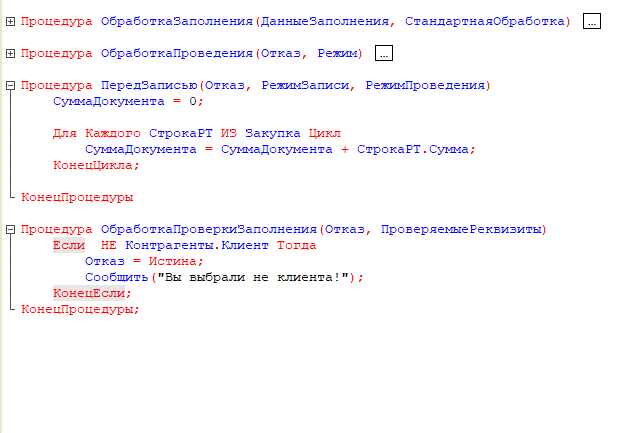 Процедура ОбработкаЗаполнения(ДанныеЗаполнения, СтандартнаяОбработка) ...
Процедура ОбработкаПроведения(Отказ, Режим) ...
Процедура ПередЗаписью(Отказ, РежимЗаписи, РежимПроведения)
СуммаДокумента = 0;
Для Каждого СтрокаРТ ИЗ Закупка Цикл
СуммаДокумента = СуммаДокумента + СтрокаРТ.Сумма;
КонецЦикла;
КонецПроцедуры
Процедура ОбработкаПроверкиЗаполнения(Отказ, ПроверяемыеРеквизиты)
Если НЕ Контрагенты.Клиент Тогда
Отказ = Истина;
Сообщить("Вы выбрали не клиента!");
КонецЕсли;
КонецПроцедуры;